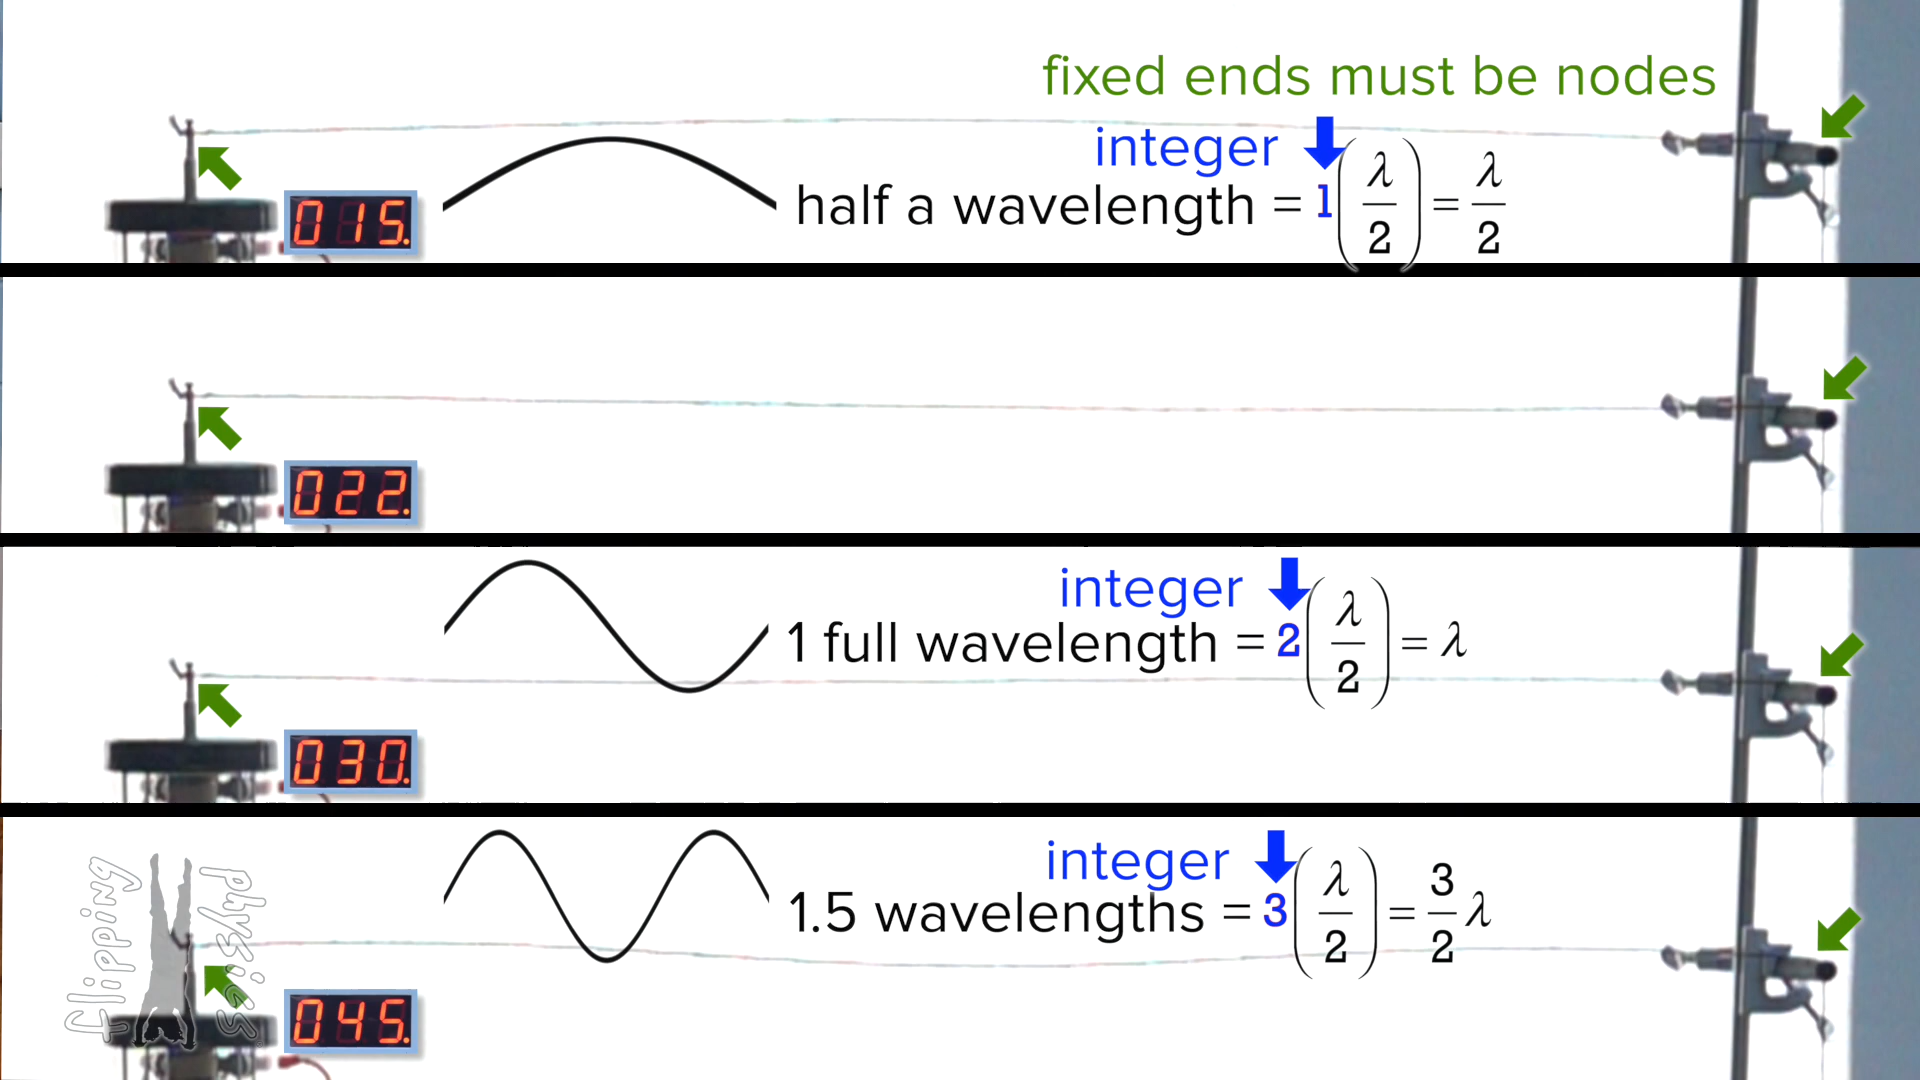 fixed ends must be nodes
integer
half a wavelength = 1(λ/2) = λ/2
015.
022.
integer
1 full wavelength = 2(λ/2) = λ
030.
integer
1.5 wavelengths = 3(λ/2) = 3/2 λ
flipping physics
045.